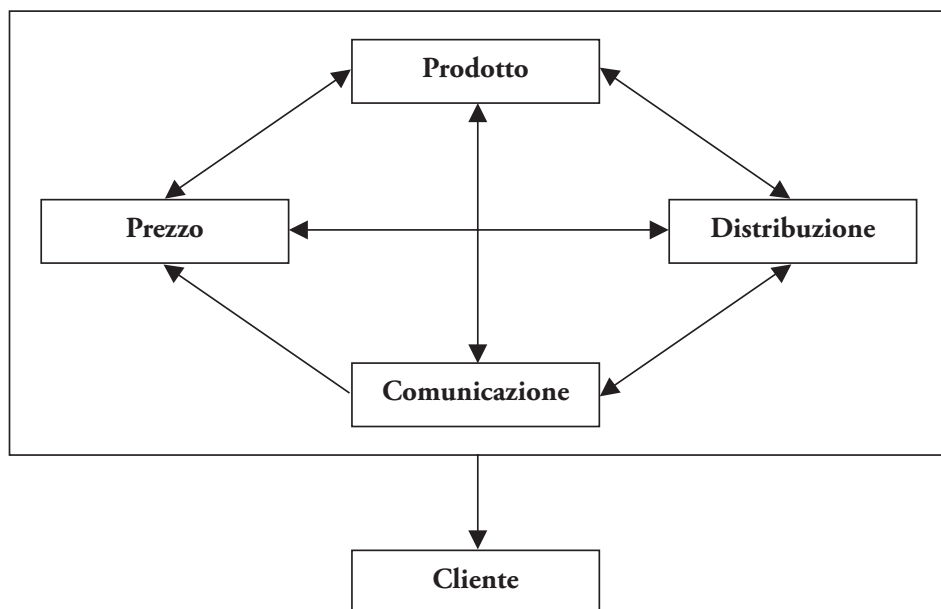 Prodotto
Prezzo
Distribuzione
Comunicazione
Cliente